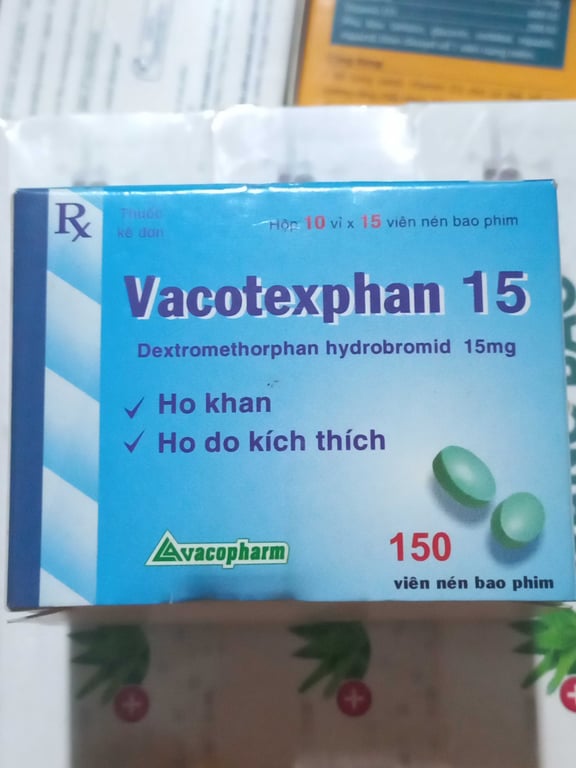 Rx
Thuốc
kê đơn
Hộp 10 vỉ x 15 viên nén bao phim
Vacotexphan 15
Dextromethorphan hydrobromid 15mg
Ho khan
Ho do kích thích
vacopharm
150
viên nén bao phim